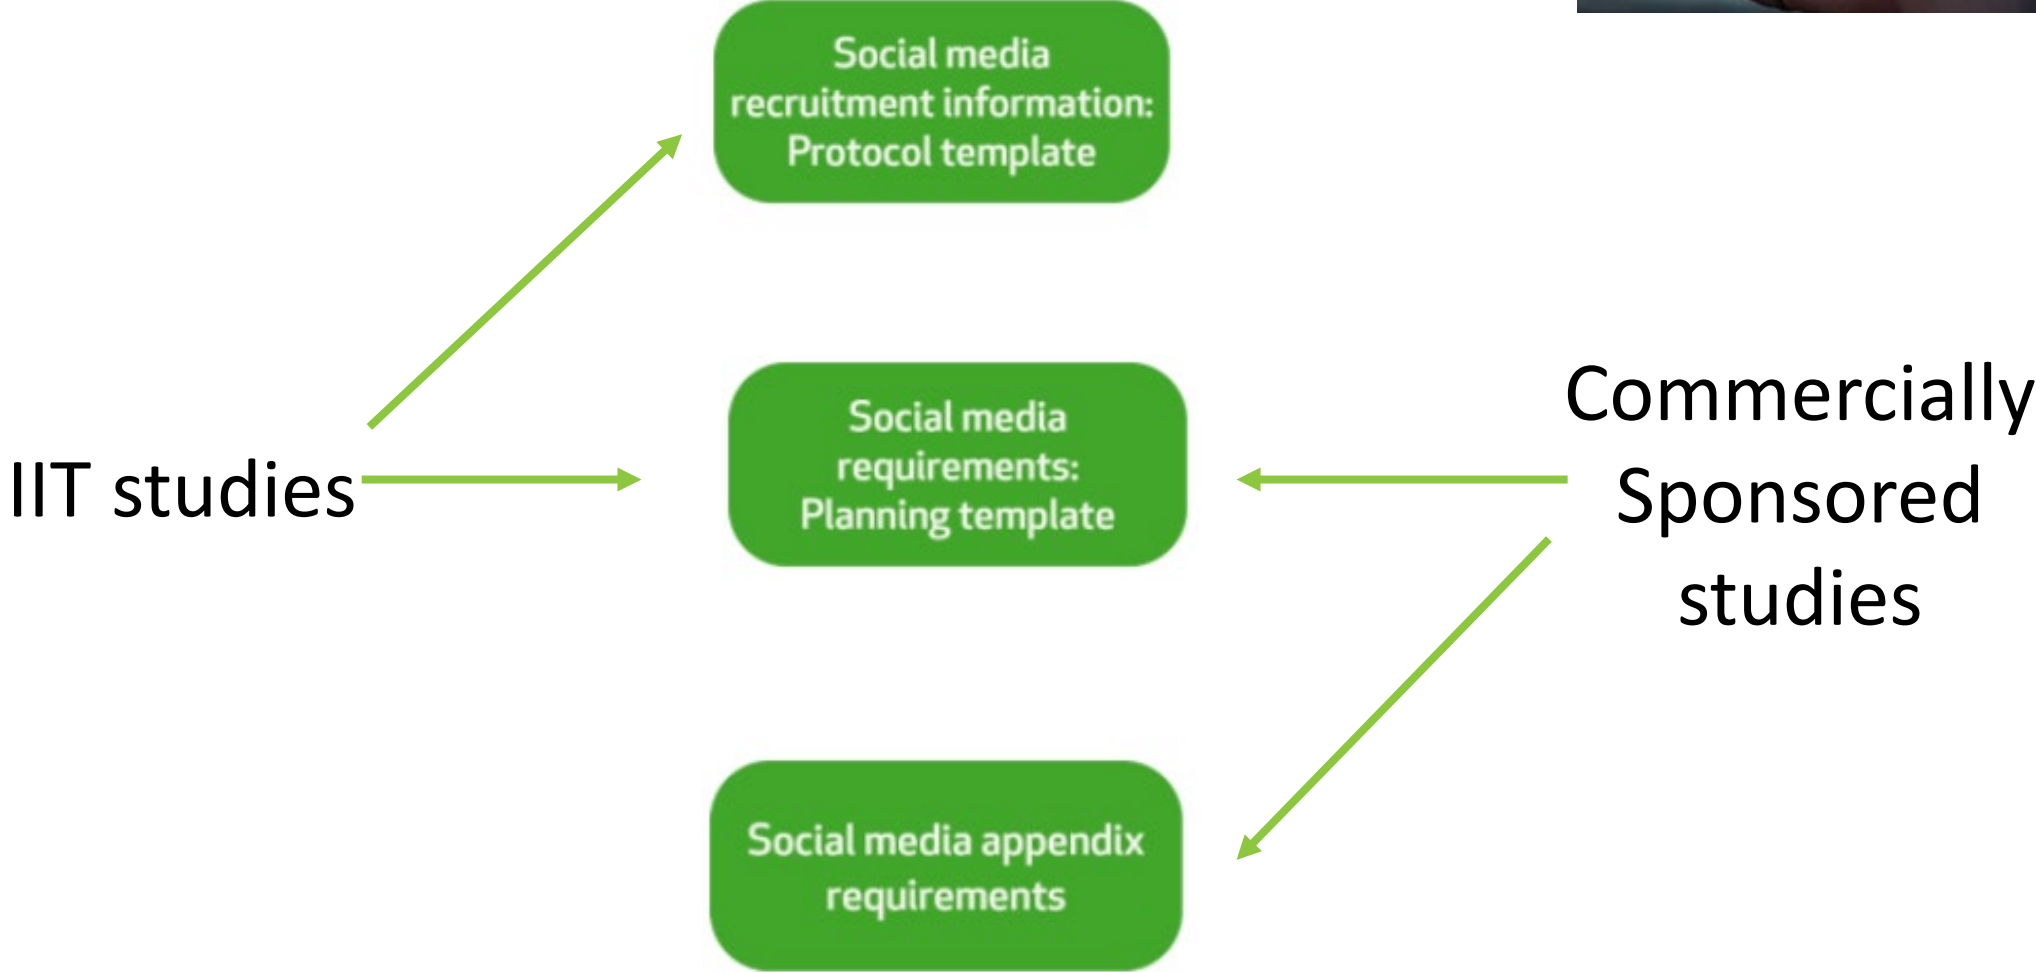 Social media
recruitment information:
Protocol template
IIT studies
Social media
requirements:
Planning template
Commercially
Sponsored
studies
Social media appendix
requirements